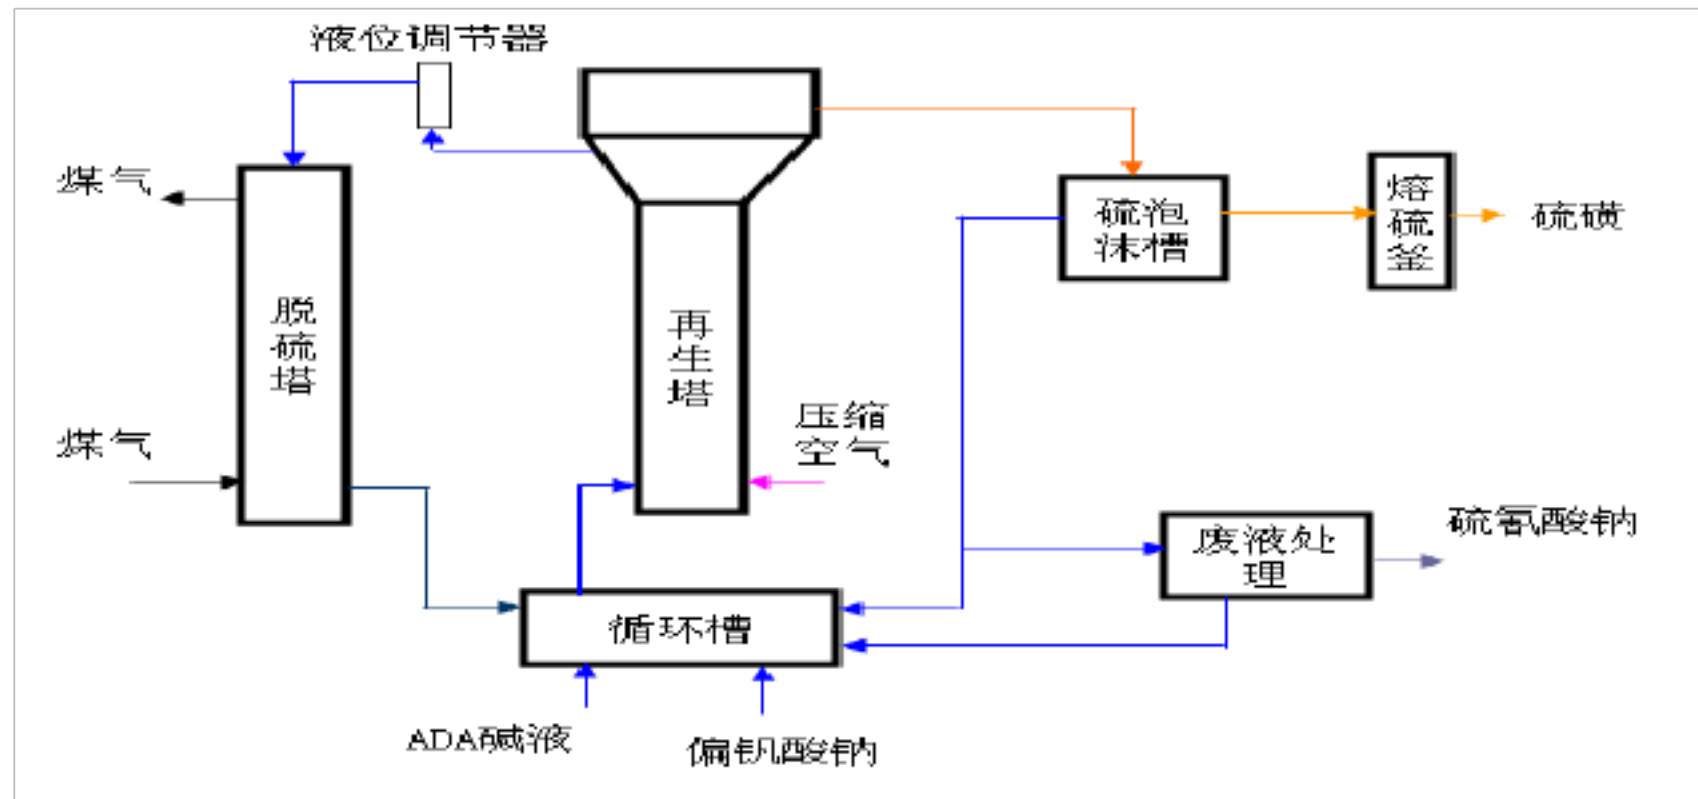 液位调节器
煤气
脱
硫
塔
煤气
再
生
塔
压缩
空气
硫泡
沫槽
熔
硫
釜
硫磺
废液处
理
硫氰酸钠
循环槽
ADA碱液
偏钒酸钠